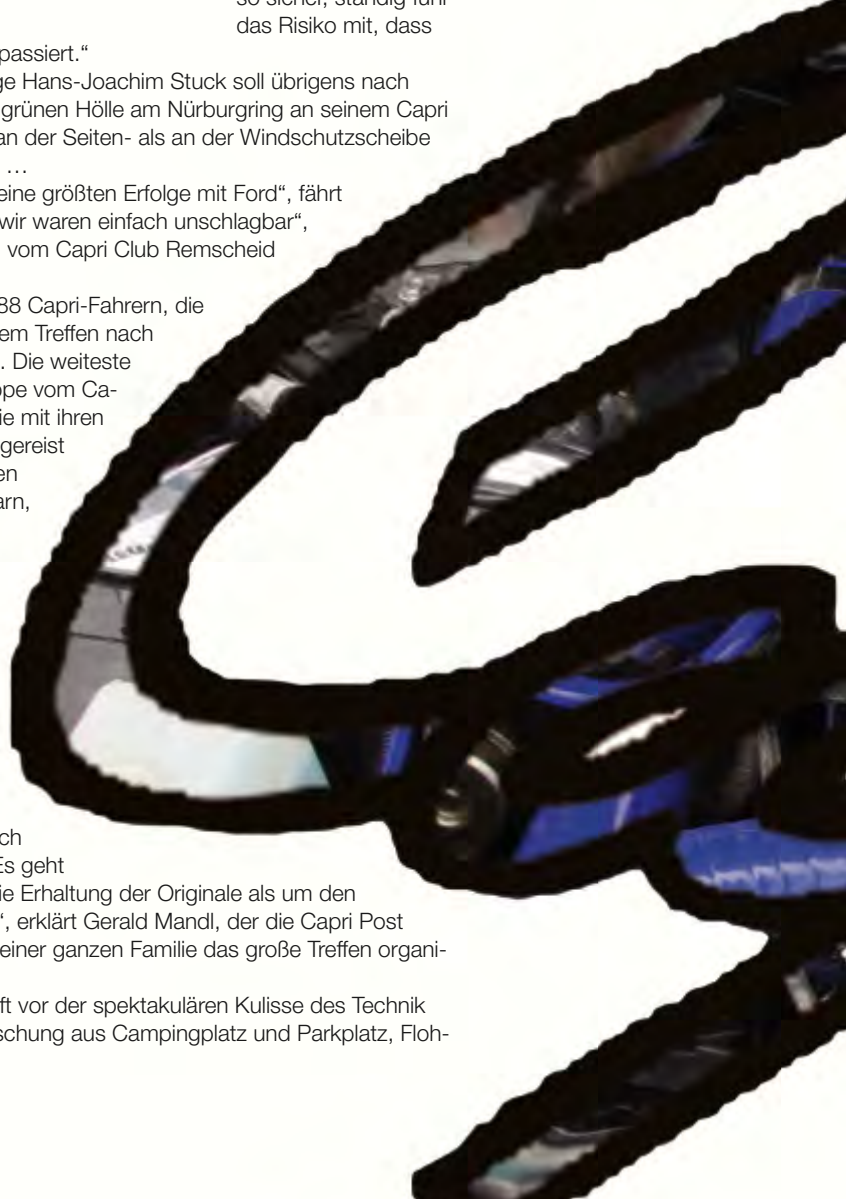 das Risiko mit, dass
passiert.“
ge Hans-Joachim Stuck soll übrigens nach
grünen Hölle am Nürburgring an seinem Capri
an der Seiten- als an der Windschutzscheibe
…
eine größten Erfolge mit Ford“, fährt
wir waren einfach unschlagbar“,
vom Capri Club Remscheid
88 Capri-Fahrern, die
em Treffen nach
. Die weiteste
ppe vom Ca-
ie mit ihren
gereist
en
arn,
ch
Es geht
ie Erhaltung der Originale als um den
“, erklärt Gerald Mandl, der die Capri Post
einer ganzen Familie das große Treffen organi-
ft vor der spektakulären Kulisse des Technik
schung aus Campingplatz und Parkplatz, Floh-